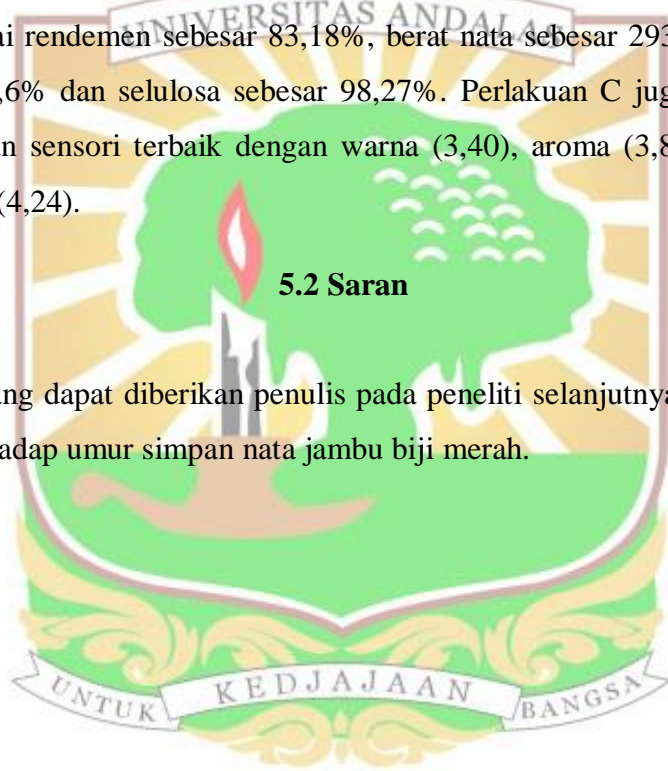 UNIVERSITAS ANDALAS
ai rendemen sebesar 83,18%, berat nata sebesar 293
,6% dan selulosa sebesar 98,27%. Perlakuan C jug
n sensori terbaik dengan warna (3,40), aroma (3,8
(4,24).
5.2 Saran
ng dapat diberikan penulis pada peneliti selanjutnya
adap umur simpan nata jambu biji merah.
UNTUK KEDJAJAAN BANGSA